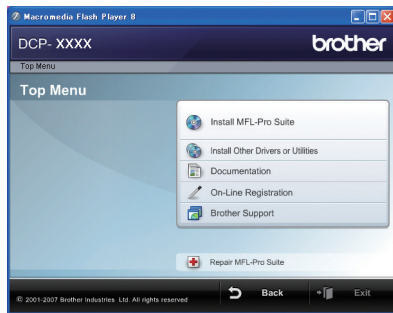 Macromedia Flash Player 8
DCP- XXXX
brother
Top Menu
Top Menu
Install MFL-Pro Suite
Install Other Drivers or Utilities
Documentation
On-Line Registration
Brother Support
Repair MFL-Pro Suite
© 2001-2007 Brother Industries Ltd. All rights reserved
Back
Exit